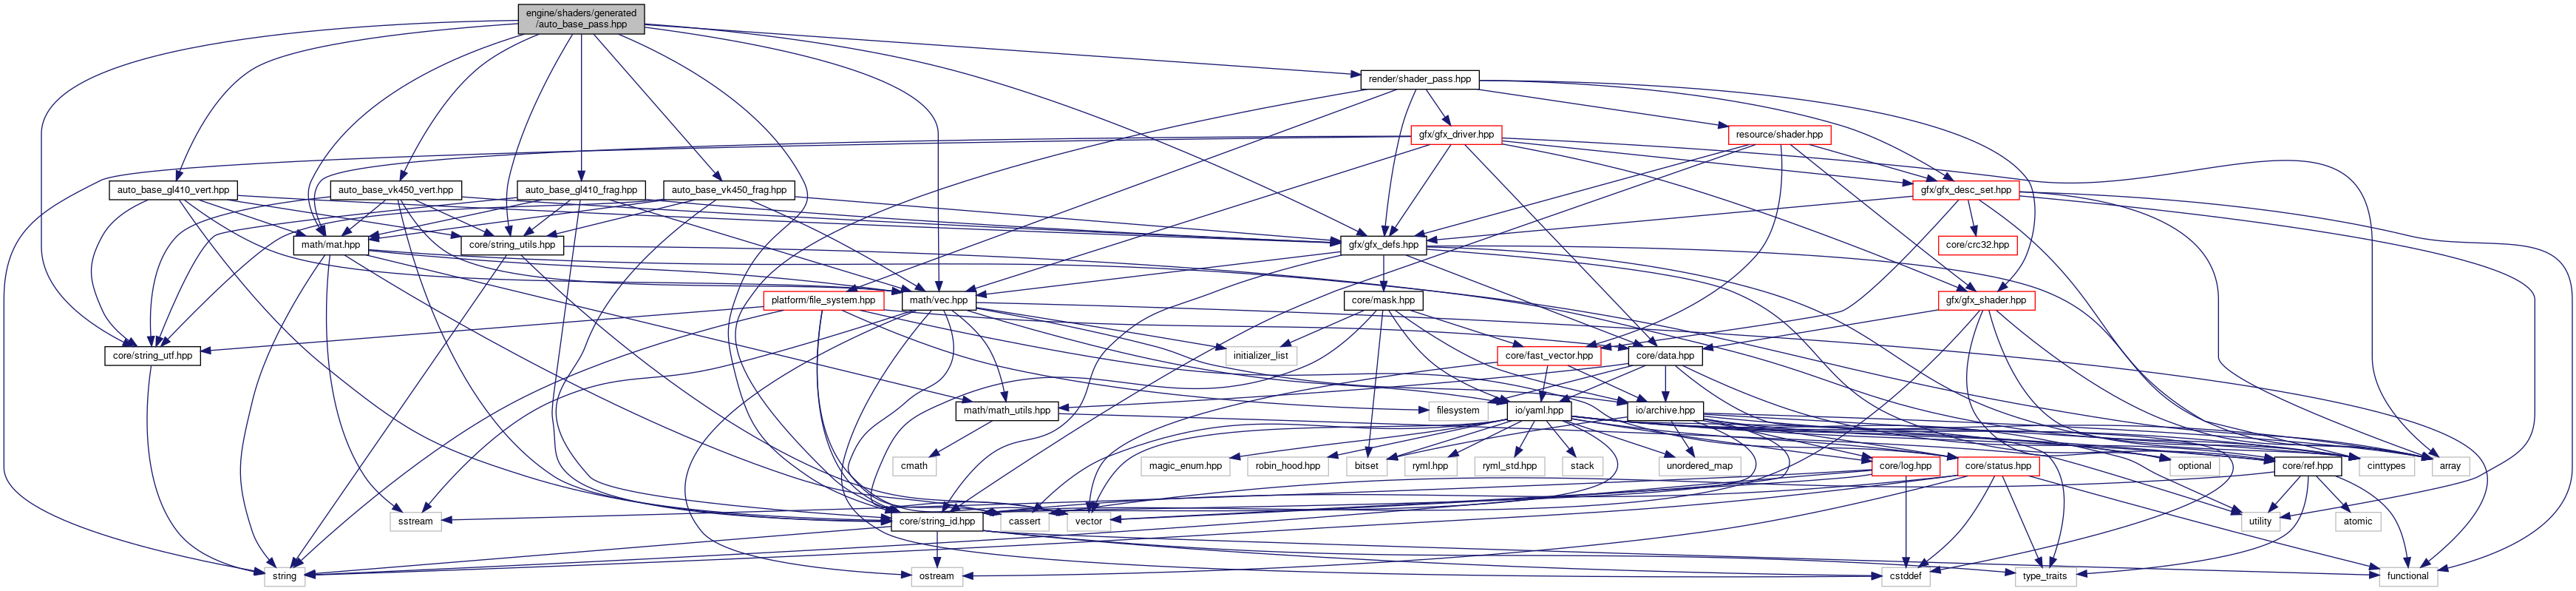 engine/shaders/generated
/auto_base_pass.hpp
render/shader_pass.hpp
gfx/gfx_driver.hpp
resource/shader.hpp
auto_base_gl410_vert.hpp
auto_base_vk450_vert.hpp
auto_base_gl410_frag.hpp
auto_base_vk450_frag.hpp
gfx/gfx_desc_set.hpp
math/mat.hpp
core/string_utils.hpp
gfx/gfx_defs.hpp
core/crc32.hpp
platform/file_system.hpp
math/vec.hpp
core/mask.hpp
gfx/gfx_shader.hpp
core/string_utf.hpp
initializer_list
core/fast_vector.hpp
core/data.hpp
math/math_utils.hpp
filesystem
io/yaml.hpp
io/archive.hpp
cmath
magic_enum.hpp
robin_hood.hpp
bitset
ryml.hpp
ryml_std.hpp
stack
unordered_map
core/log.hpp
core/status.hpp
optional
core/ref.hpp
cinttypes
array
sstream
core/string_id.hpp
cassert
vector
utility
atomic
string
ostream
cstddef
type_traits
functional